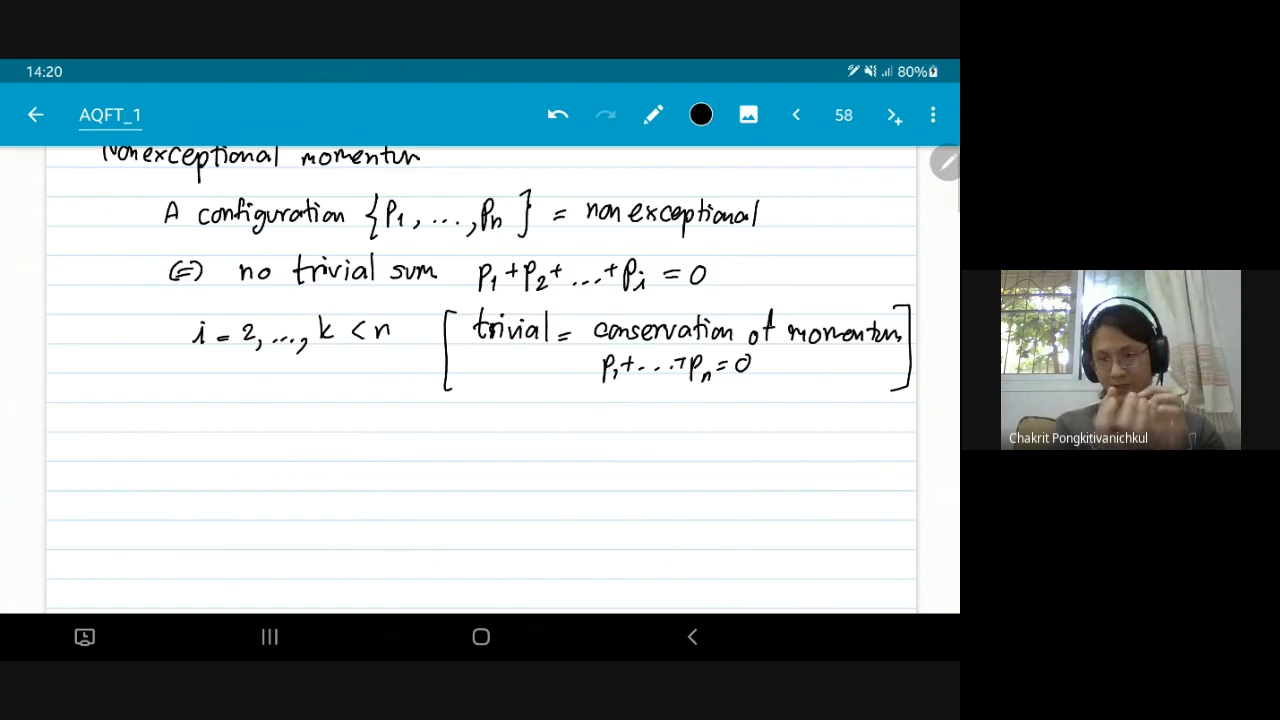 14:20
80%
AQFT_1
58
Nonexceptional momentum
A configuration {P1, ..., Pn} = nonexceptional
⇔ no trivial sum P1+P2+...+Pi = 0
i = 2, ..., k < n [trivial = conservation of momentum
P1+...+Pn = 0]
Chakrit Pongkitivanichkul